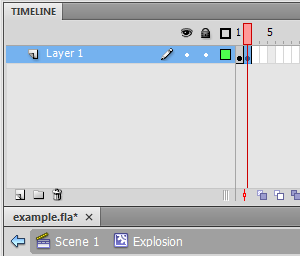 TIMELINE
1 5
Layer 1
example.fla* ×
Scene 1 Explosion